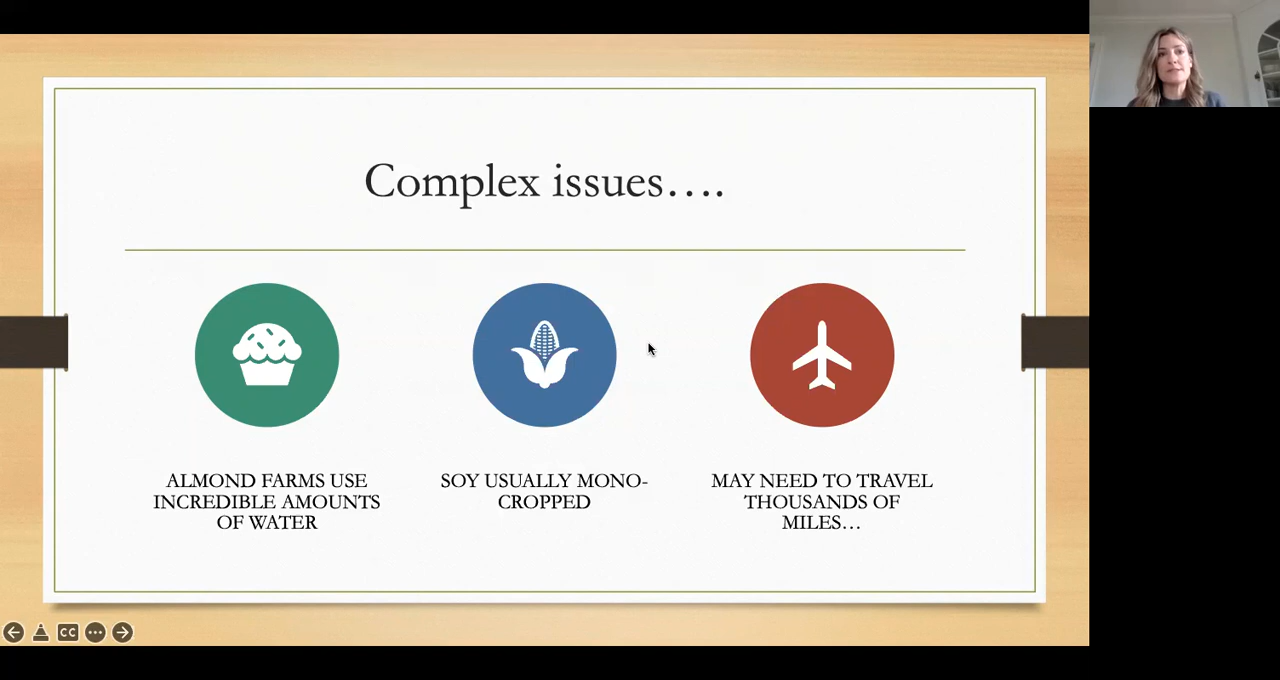 Complex issues....
ALMOND FARMS USE
INCREDIBLE AMOUNTS
OF WATER
SOY USUALLY MONO-
CROPPED
MAY NEED TO TRAVEL
THOUSANDS OF
MILES...
CC